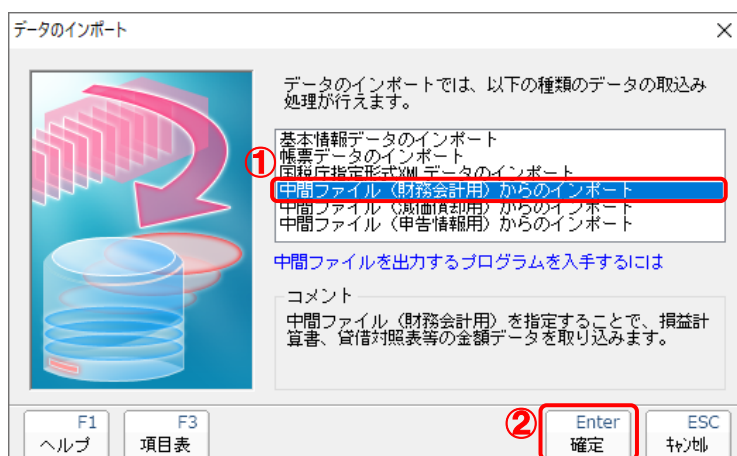 データのインポート
データのインポートでは、以下の種類のデータの取込み
処理が行えます。
基本情報データのインポート
①
帳票データのインポート
国税庁指定形式XMLデータのインポート
中間ファイル（財務会計用）からのインポート
中間ファイル（減価償却用）からのインポート
中間ファイル（申告情報用）からのインポート
中間ファイルを出力するプログラムを入手するには
コメント
中間ファイル（財務会計用）を指定することで、損益計
算書、貸借対照表等の金額データを取り込みます。
F1
ヘルプ
F3
項目表
②
Enter
確定
ESC
ｷｬﾝｾﾙ